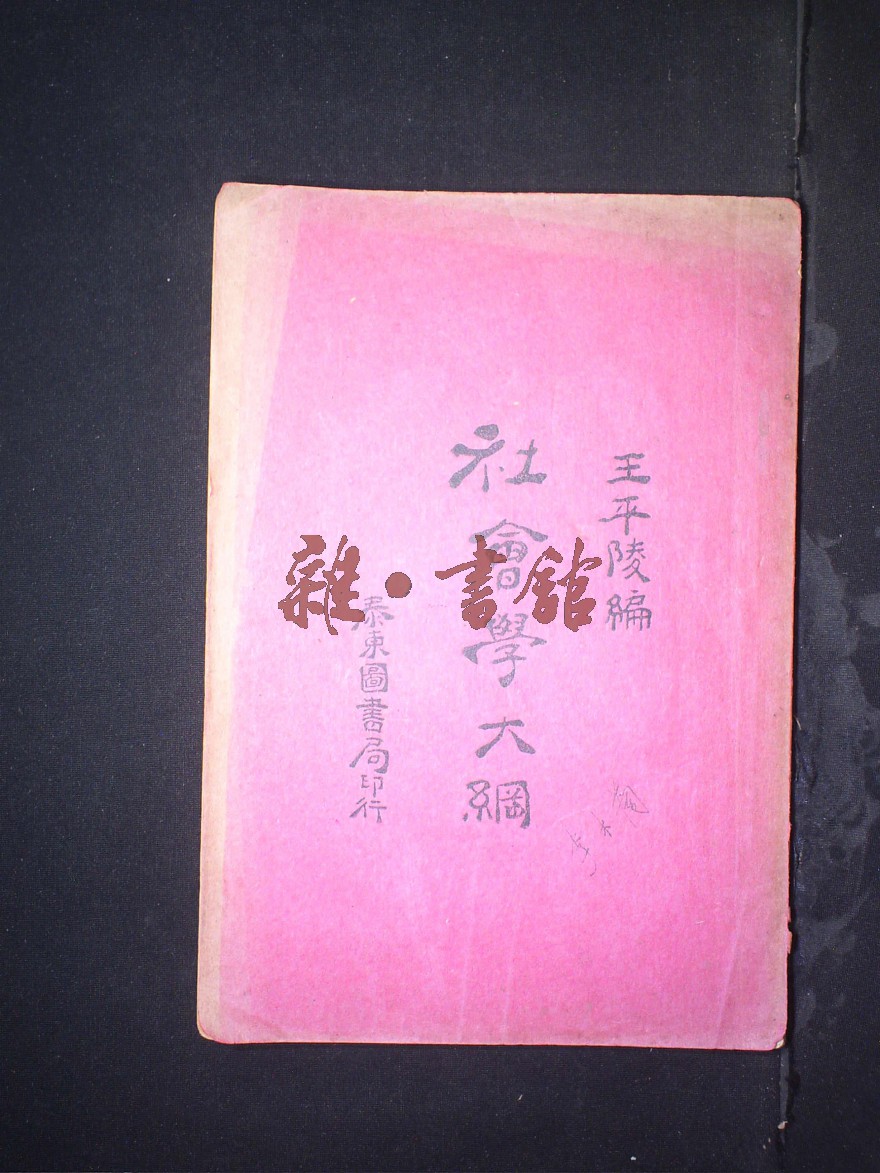 王平陵編
社會學大綱
泰東圖書局印行
雜·書館